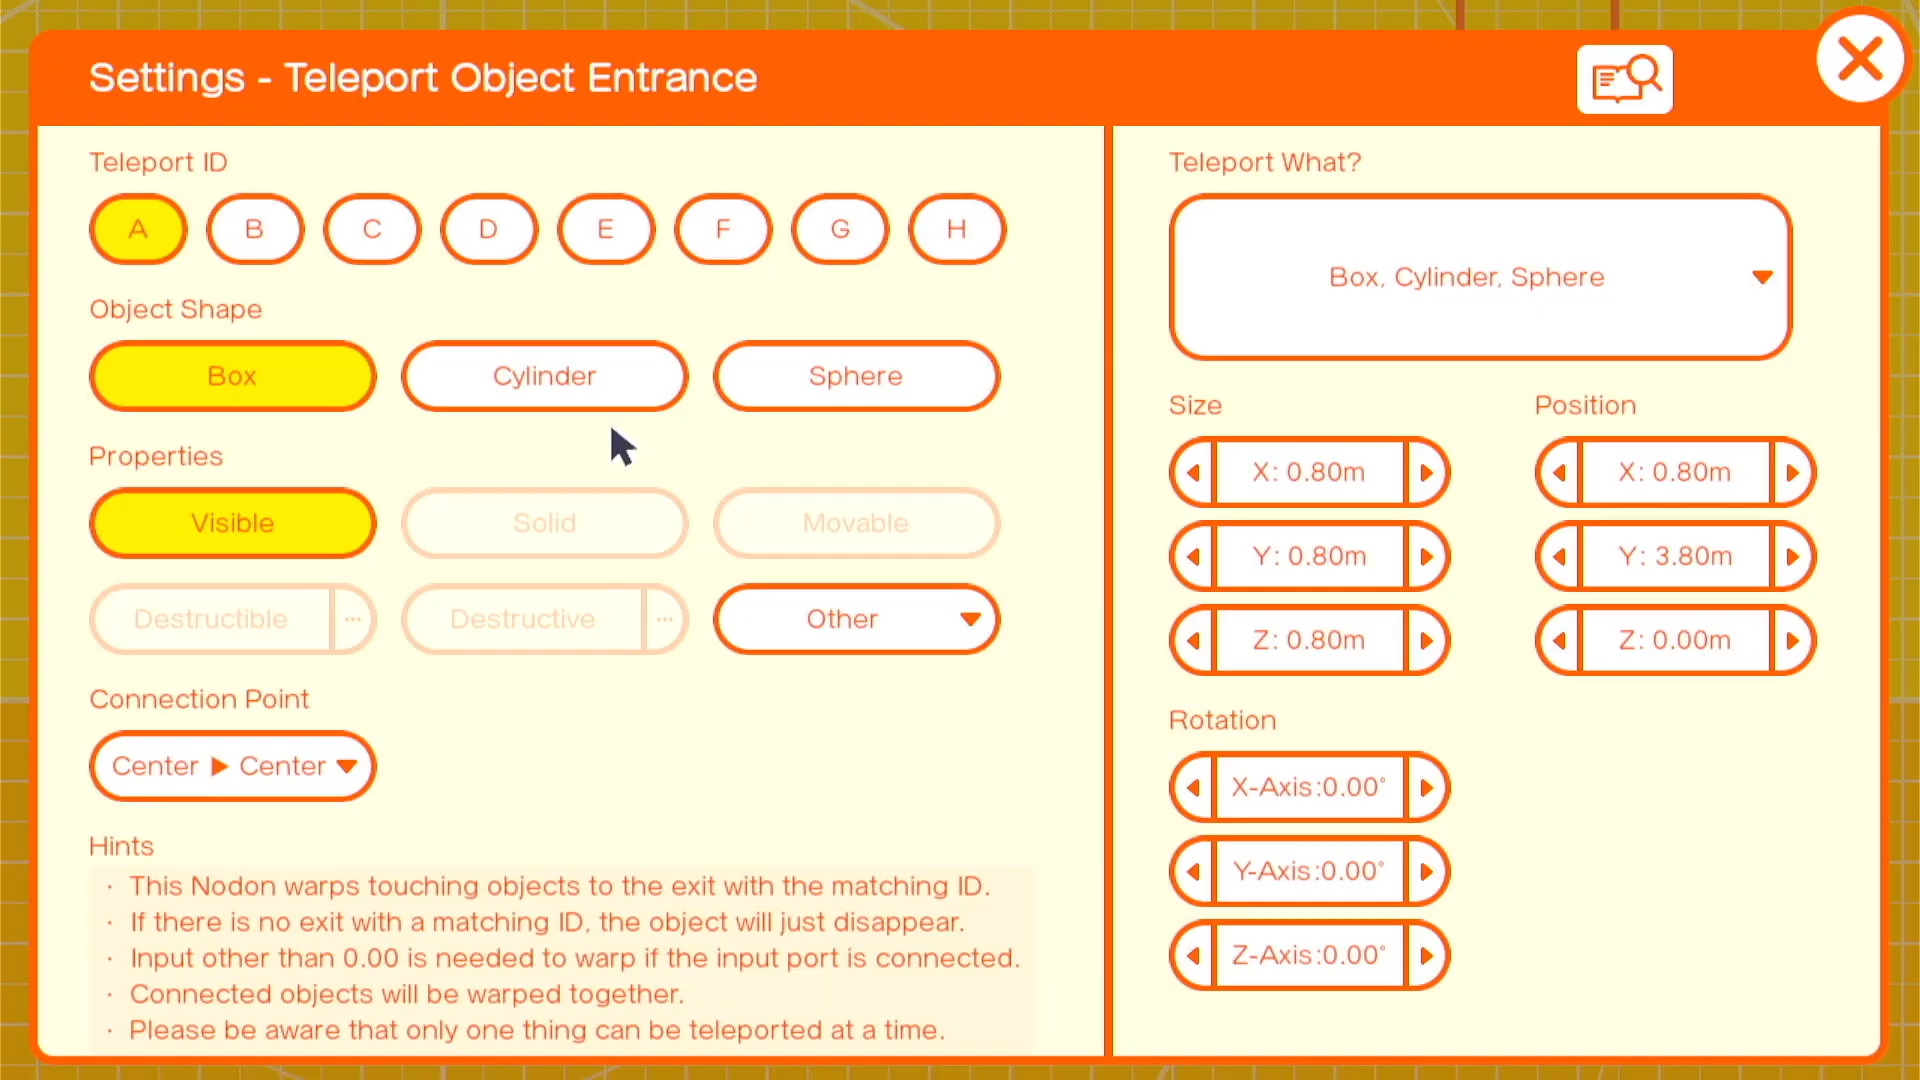 Settings - Teleport Object Entrance
Teleport ID
A B C D E F G H
Object Shape
Box Cylinder Sphere
Properties
Visible Solid Movable
Destructible ... Destructive ... Other
Connection Point
Center ▶ Center
Hints
· This Nodon warps touching objects to the exit with the matching ID.
· If there is no exit with a matching ID, the object will just disappear.
· Input other than 0.00 is needed to warp if the input port is connected.
· Connected objects will be warped together.
· Please be aware that only one thing can be teleported at a time.
Teleport What?
Box, Cylinder, Sphere
Size
X: 0.80m
Y: 0.80m
Z: 0.80m
Position
X: 0.80m
Y: 3.80m
Z: 0.00m
Rotation
X-Axis:0.00°
Y-Axis:0.00°
Z-Axis:0.00°